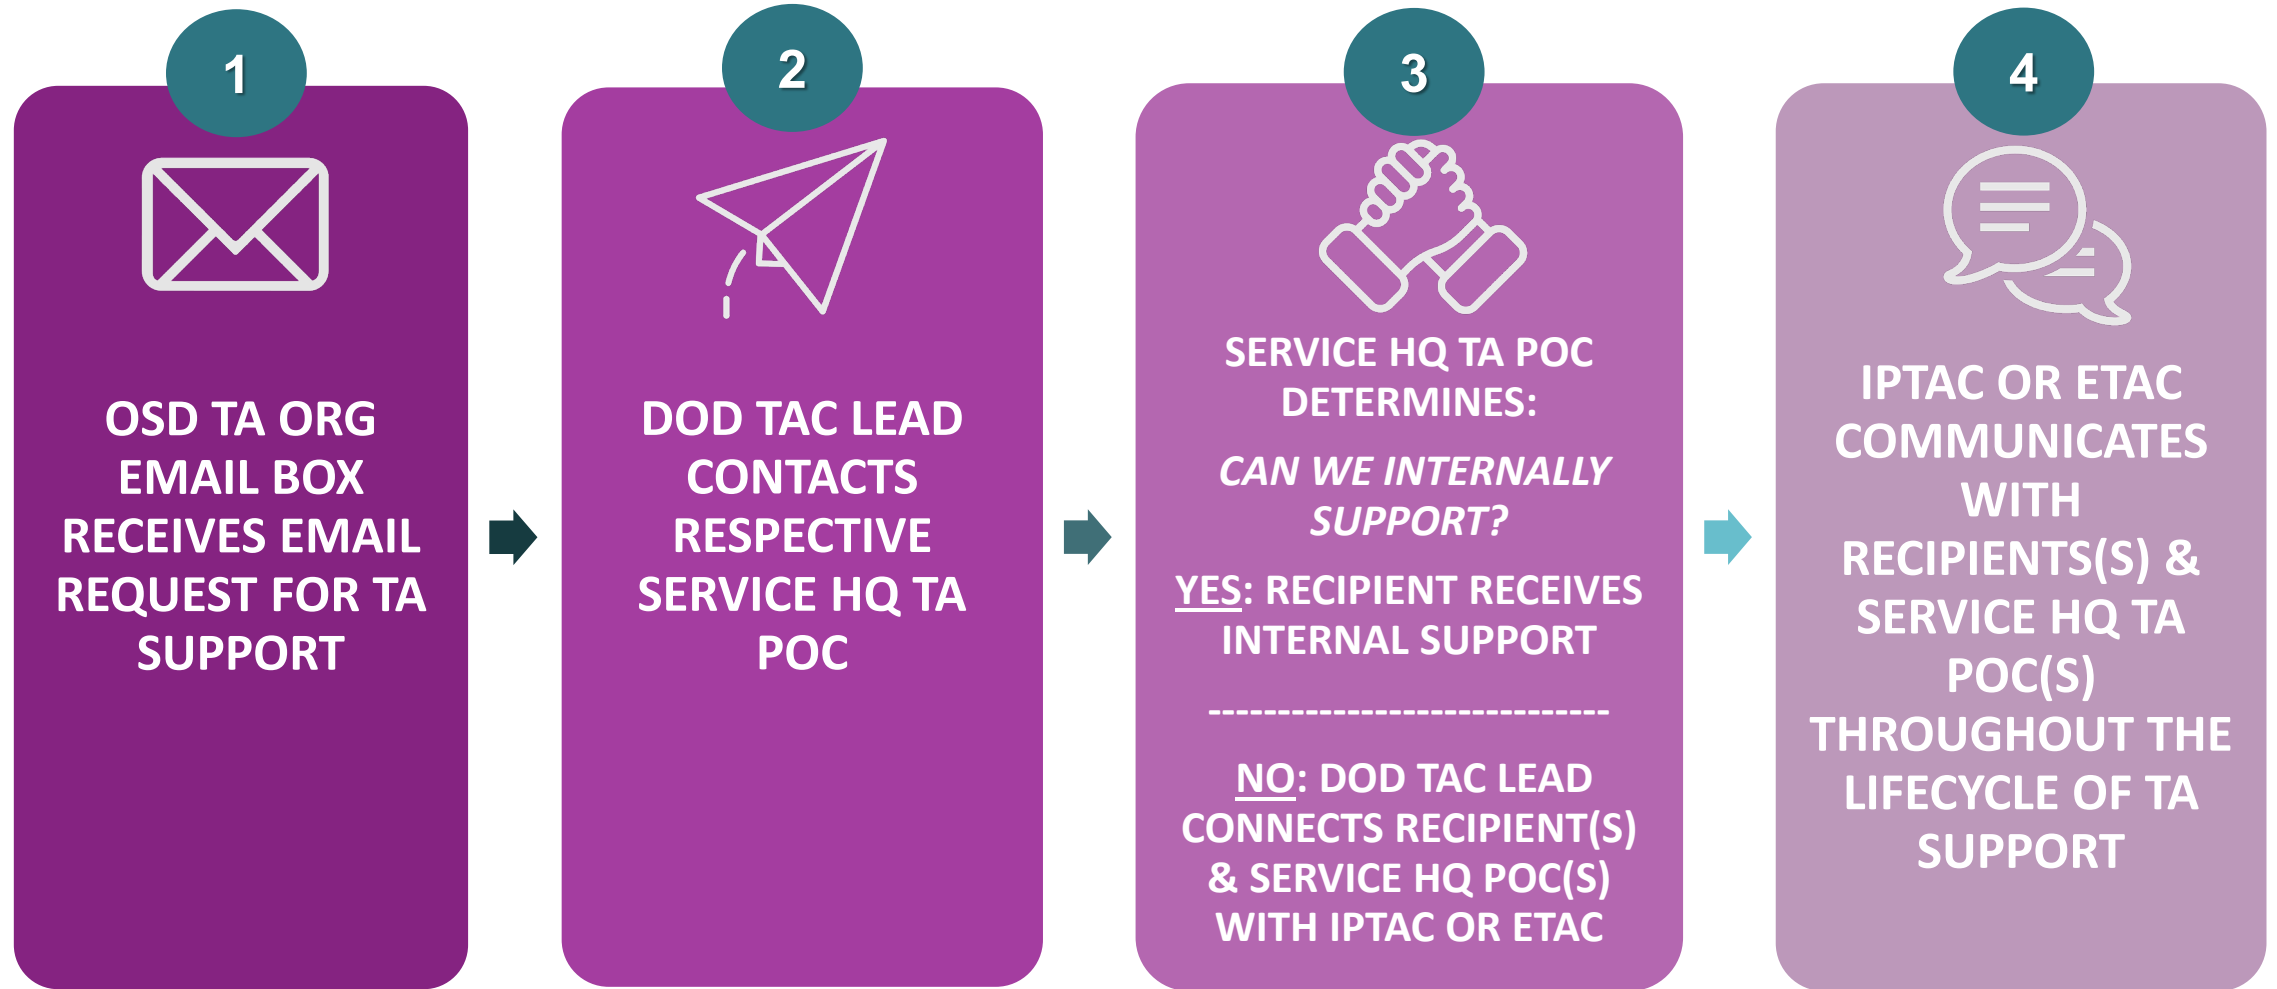 1
OSD TA ORG
EMAIL BOX
RECEIVES EMAIL
REQUEST FOR TA
SUPPORT
2
DOD TAC LEAD
CONTACTS
RESPECTIVE
SERVICE HQ TA
POC
3
SERVICE HQ TA POC
DETERMINES:
CAN WE INTERNALLY
SUPPORT?
YES: RECIPIENT RECEIVES
INTERNAL SUPPORT
-----------------------------
NO: DOD TAC LEAD
CONNECTS RECIPIENT(S)
& SERVICE HQ POC(S)
WITH IPTAC OR ETAC
4
IPTAC OR ETAC
COMMUNICATES
WITH
RECIPIENTS(S) &
SERVICE HQ TA
POC(S)
THROUGHOUT THE
LIFECYCLE OF TA
SUPPORT